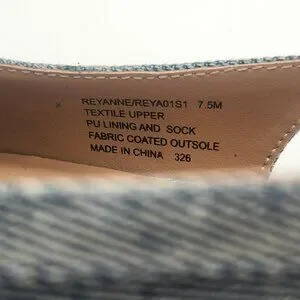 REYANNE/REYA01S1 7.5M
TEXTILE UPPER
PU LINING AND SOCK
FABRIC COATED OUTSOLE
MADE IN CHINA 326